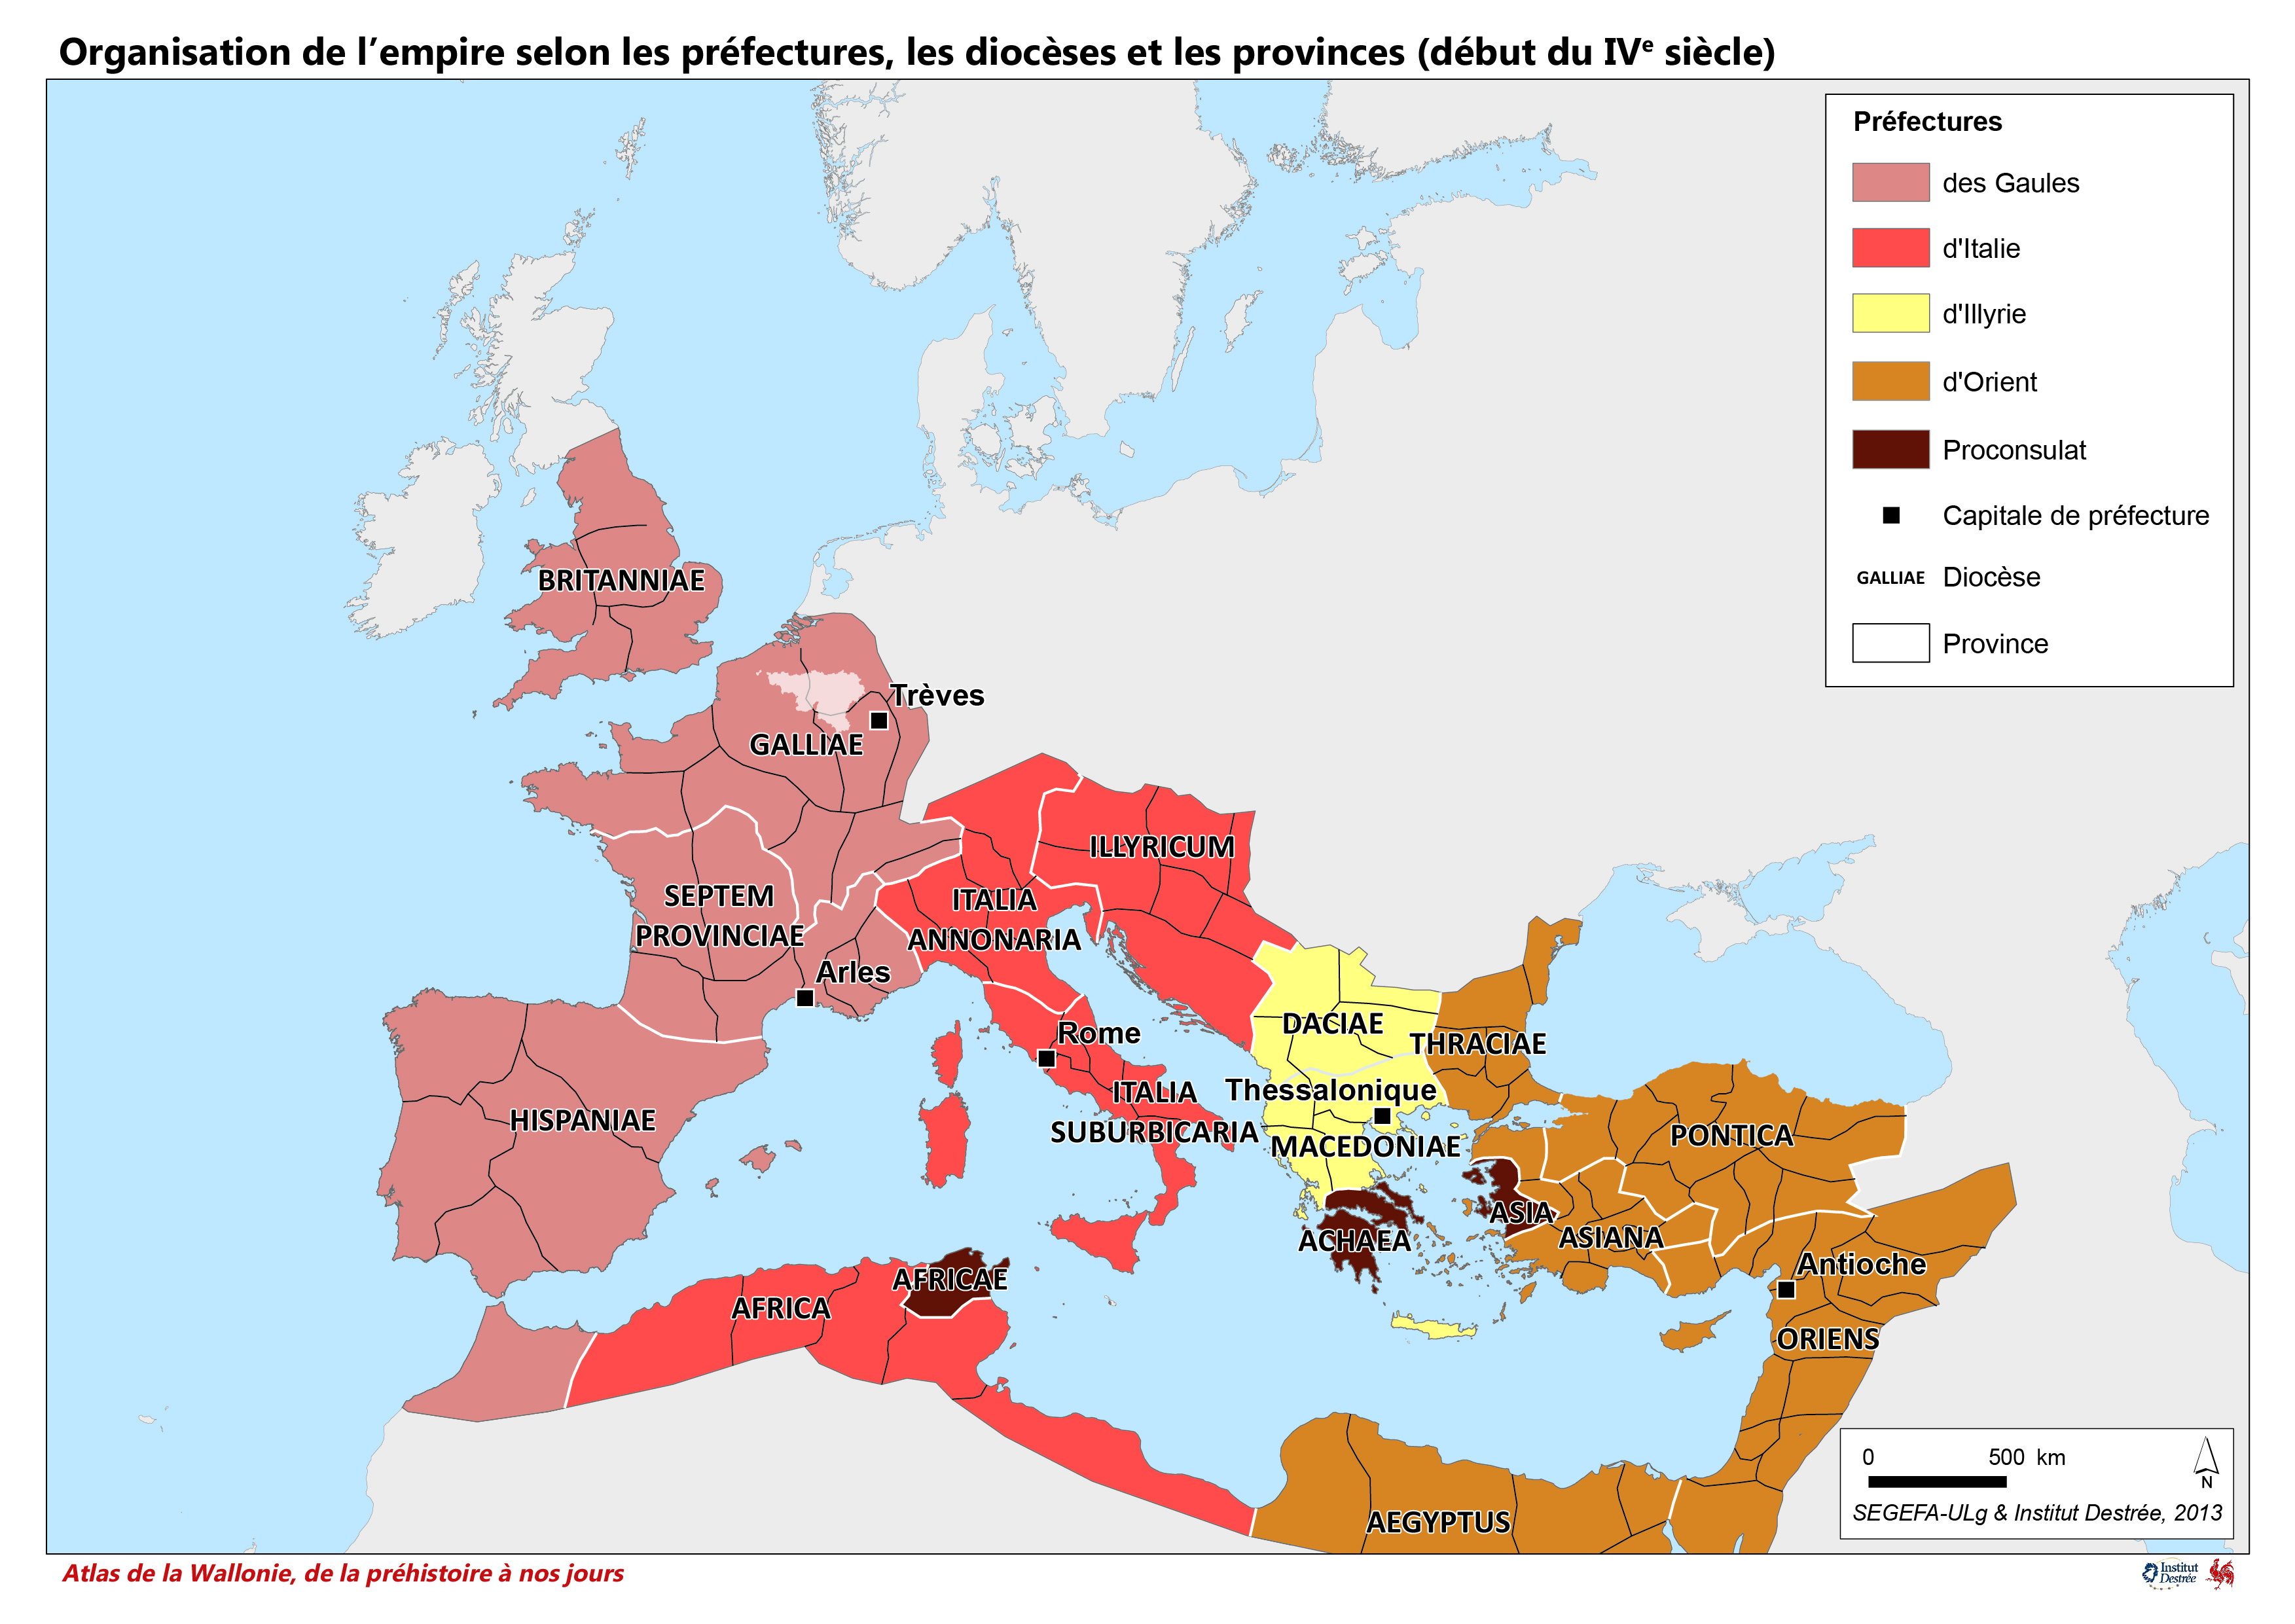 Organisation de l’empire selon les préfectures, les diocèses et les provinces (début du IVe siècle)
Préfectures
des Gaules
d'Italie
d'Illyrie
d'Orient
Proconsulat
Capitale de préfecture
GALLIAE Diocèse
Province
BRITANNIAE
Trèves
GALLIAE
ILLYRICUM
SEPTEM
PROVINCIAE
ITALIA
ANNONARIA
Arles
DACIAE
THRACIAE
Rome
Thessalonique
ITALIA
SUBURBICARIA
HISPANIAE
MACEDONIAE
PONTICA
ASIA
ASIANA
ACHAEA
Antioche
AFRICAE
AFRICA
ORIENS
AEGYPTUS
0 500 km
N
SEGEFA-ULg & Institut Destrée, 2013
Atlas de la Wallonie, de la préhistoire à nos jours
Institut
Destrée